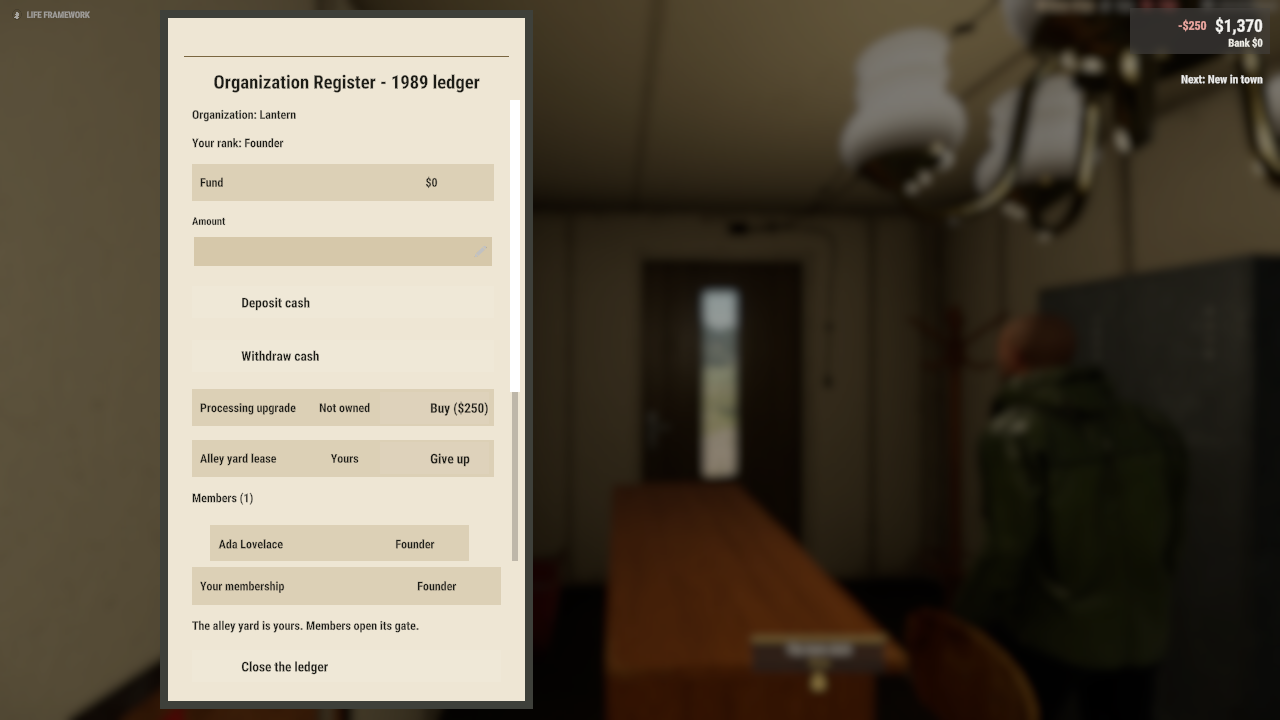 LIFE FRAMEWORK
-$250 $1,370
Bank $0
Next: New in town
Organization Register - 1989 ledger
Organization: Lantern
Your rank: Founder
Fund $0
Amount
Deposit cash
Withdraw cash
Processing upgrade Not owned Buy ($250)
Alley yard lease Yours Give up
Members (1)
Ada Lovelace Founder
Your membership Founder
The alley yard is yours. Members open its gate.
Close the ledger